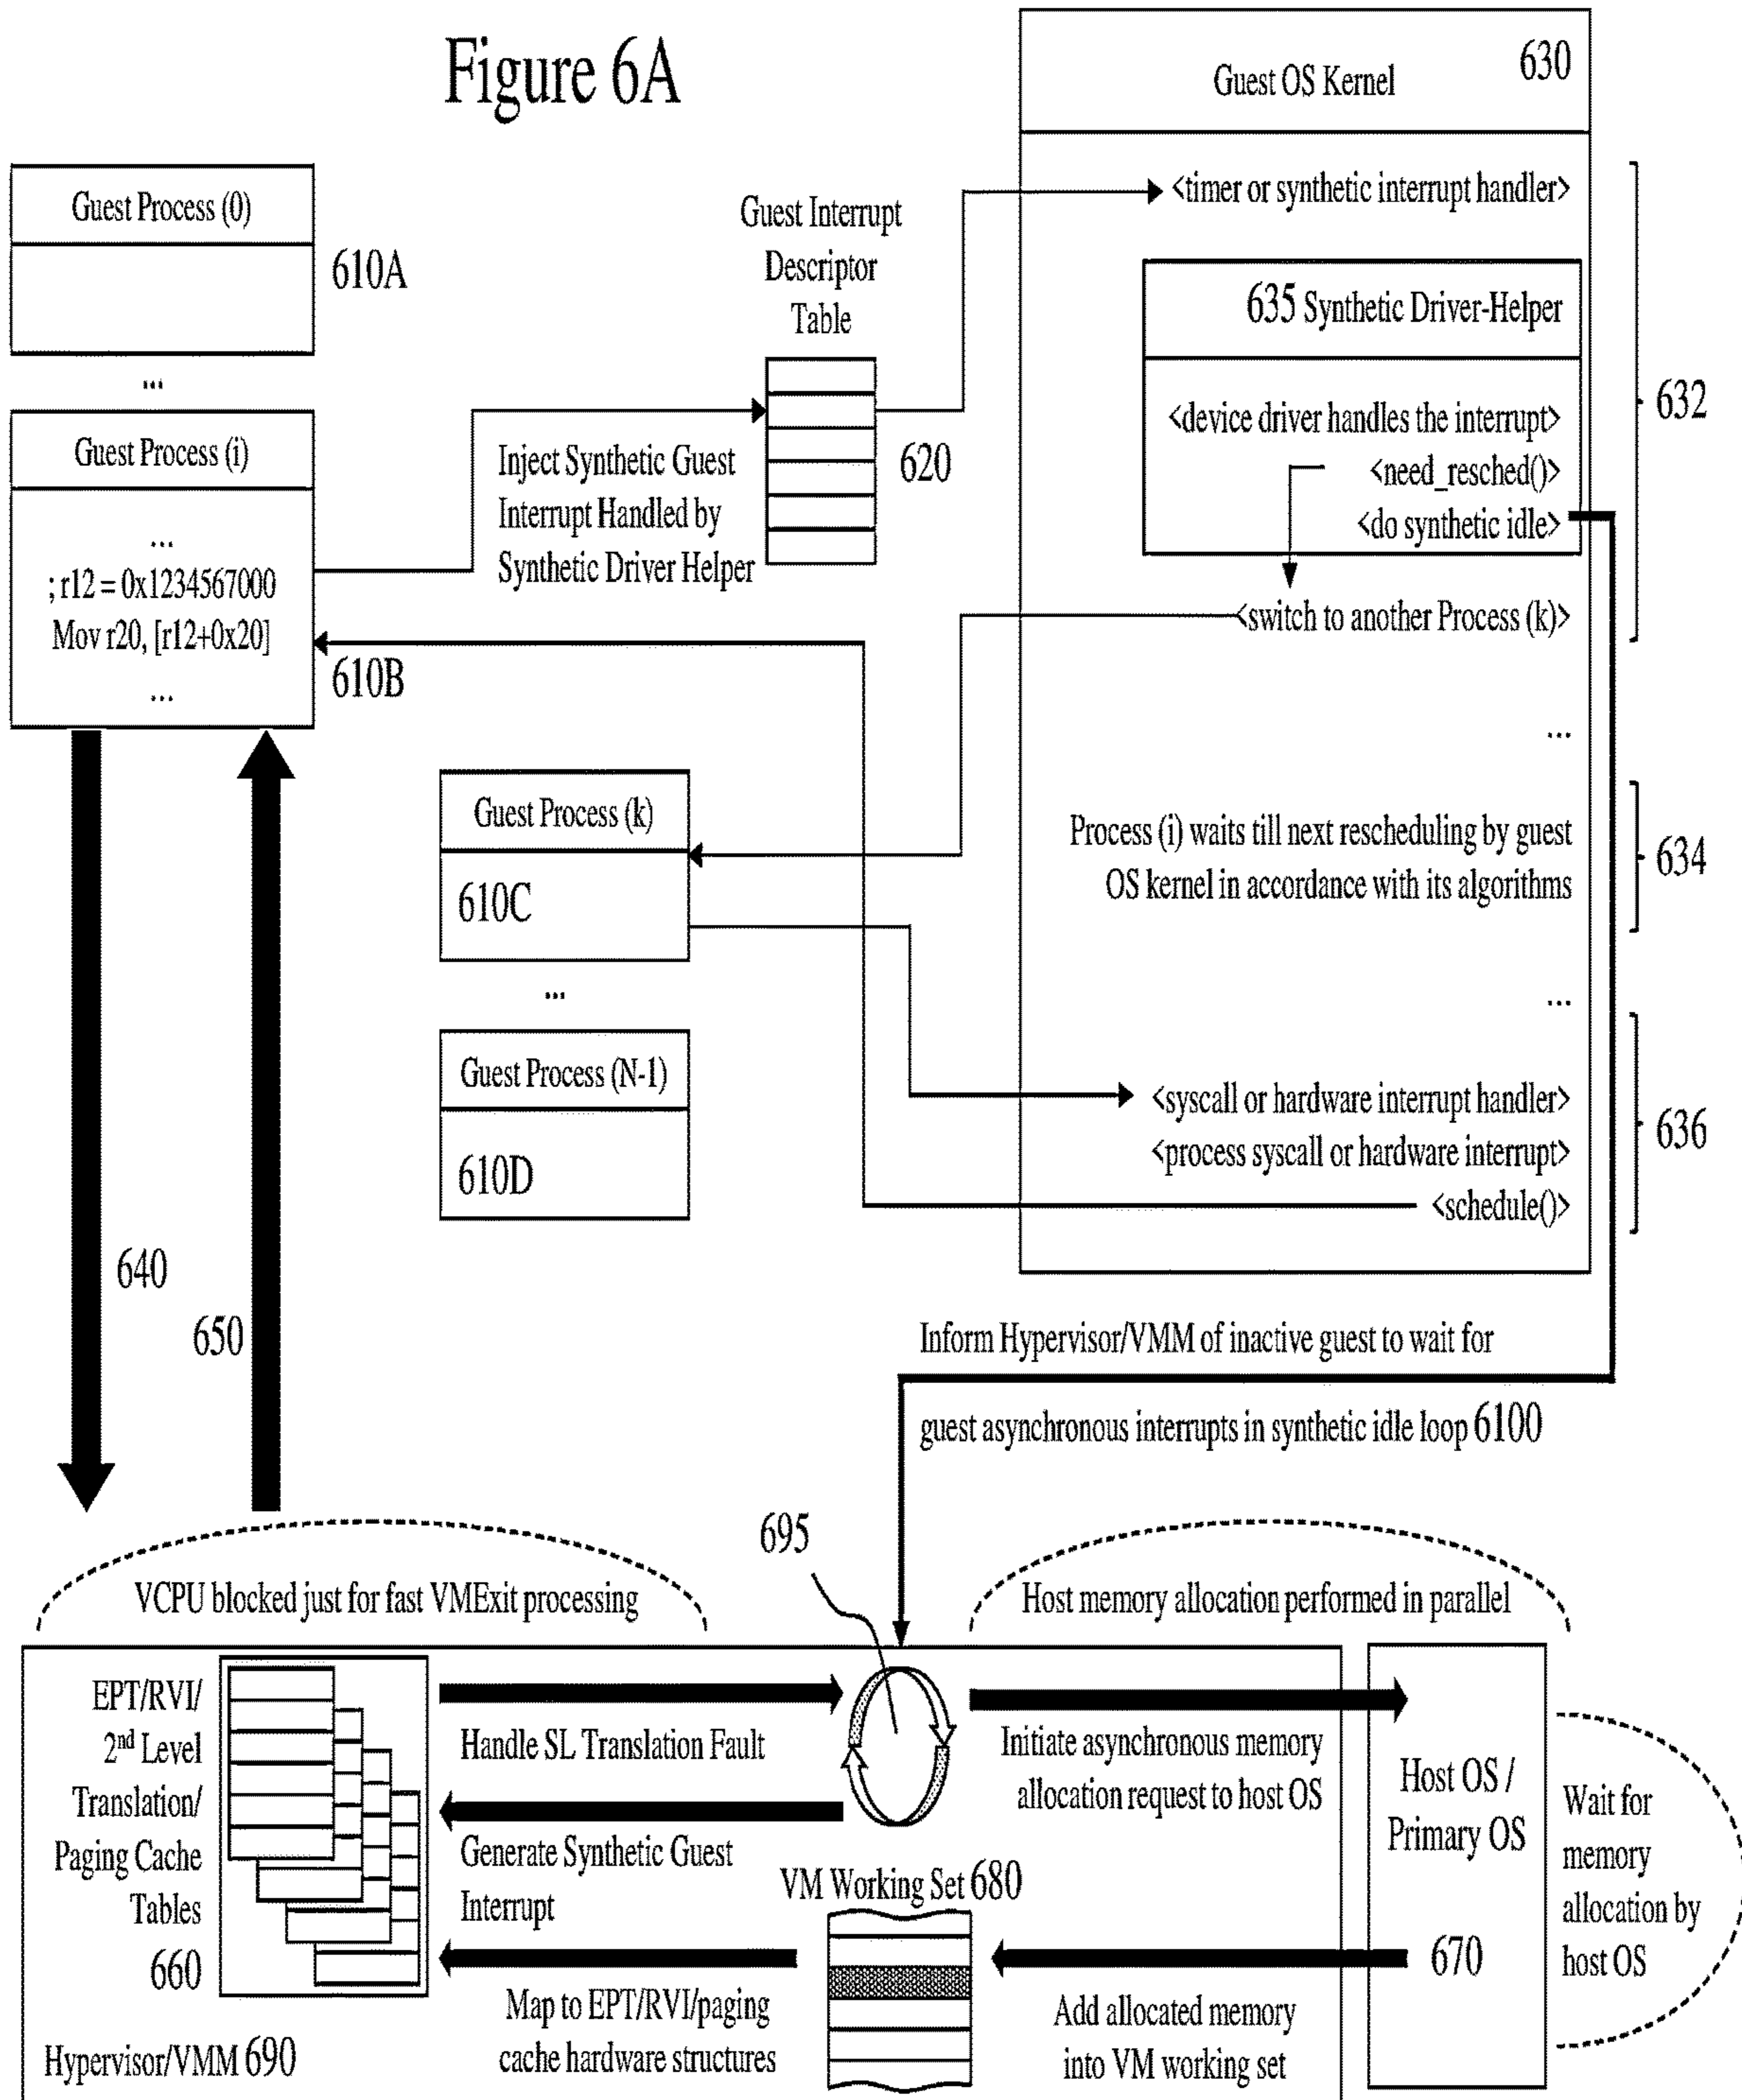 Figure 6A
Guest OS Kernel
630
<timer or synthetic interrupt handler>
635 Synthetic Driver-Helper
<device driver handles the interrupt>
<need_resched()>
<do synthetic idle>
<switch to another Process (k)>
632
...
Process (i) waits till next rescheduling by guest
OS kernel in accordance with its algorithms
634
...
<syscall or hardware interrupt handler>
<process syscall or hardware interrupt>
<schedule()>
636
Guest Process (0)
610A
...
Guest Process (i)
...
; r12 = 0x1234567000
Mov r20, [r12+0x20]
...
610B
Guest Interrupt
Descriptor
Table
620
Inject Synthetic Guest
Interrupt Handled by
Synthetic Driver Helper
Guest Process (k)
610C
...
Guest Process (N-1)
610D
640
650
Inform Hypervisor/VMM of inactive guest to wait for
guest asynchronous interrupts in synthetic idle loop 6100
695
VCPU blocked just for fast VMExit processing
Host memory allocation performed in parallel
EPT/RVI/
2nd Level
Translation/
Paging Cache
Tables
660
Handle SL Translation Fault
Generate Synthetic Guest
Interrupt
Initiate asynchronous memory
allocation request to host OS
Host OS /
Primary OS
670
Wait for
memory
allocation by
host OS
VM Working Set 680
Map to EPT/RVI/paging
cache hardware structures
Add allocated memory
into VM working set
Hypervisor/VMM 690